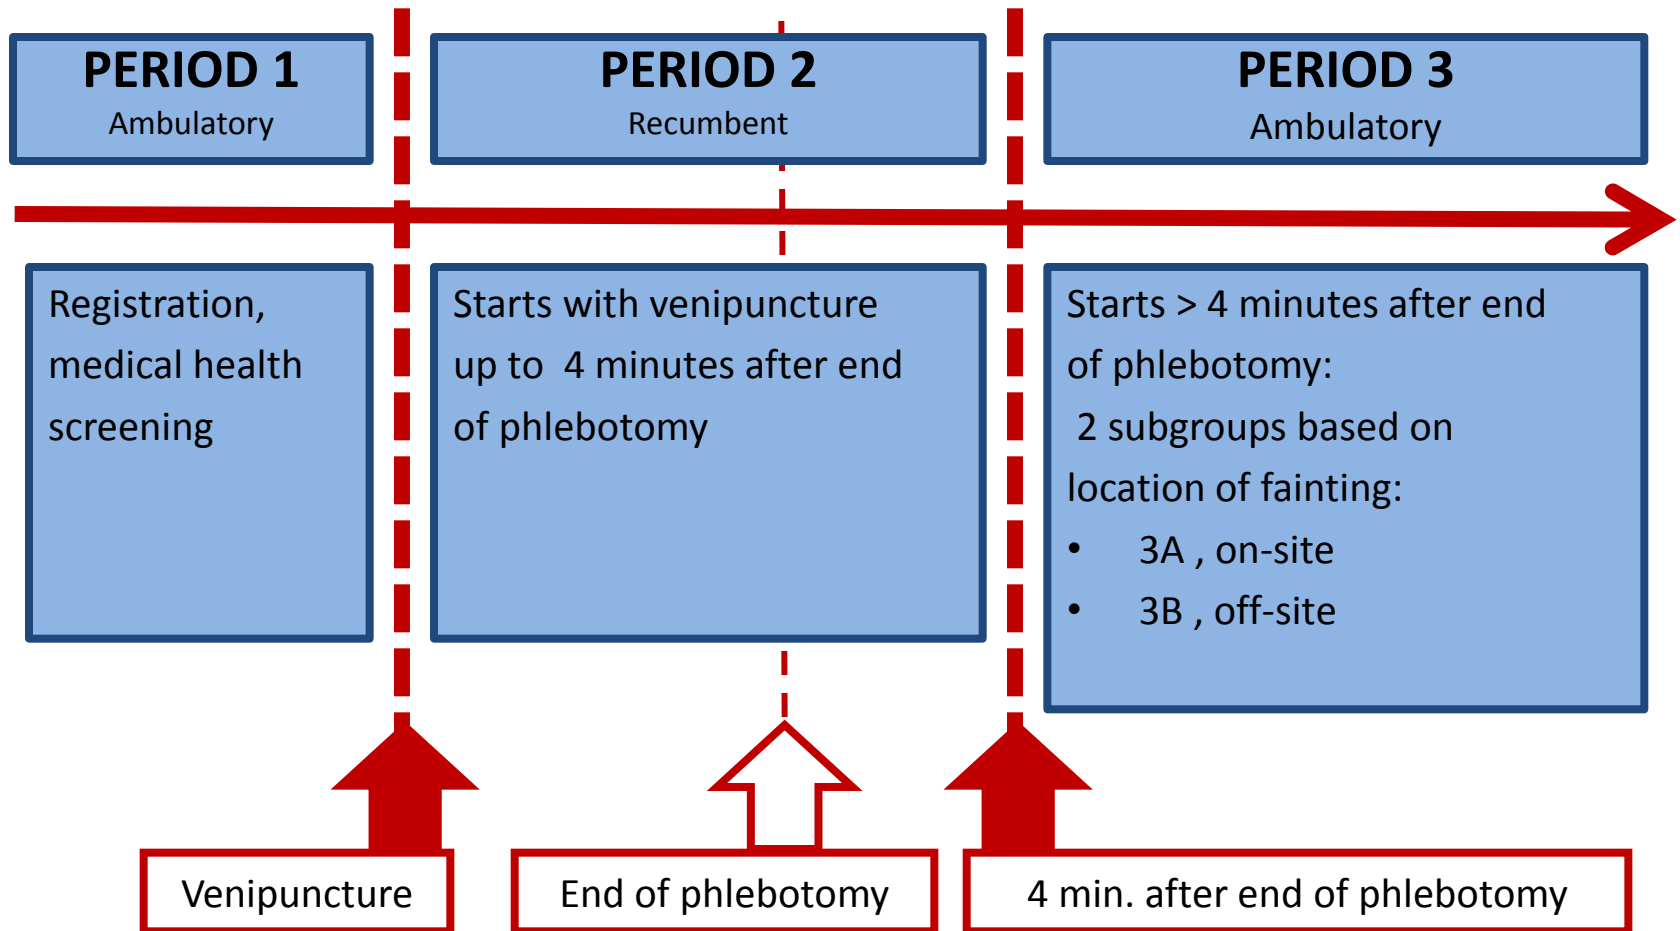 PERIOD 1
Ambulatory
PERIOD 2
Recumbent
PERIOD 3
Ambulatory
Registration,
medical health
screening
Starts with venipuncture
up to 4 minutes after end
of phlebotomy
Starts > 4 minutes after end
of phlebotomy:
2 subgroups based on
location of fainting:
• 3A , on-site
• 3B , off-site
Venipuncture
End of phlebotomy
4 min. after end of phlebotomy